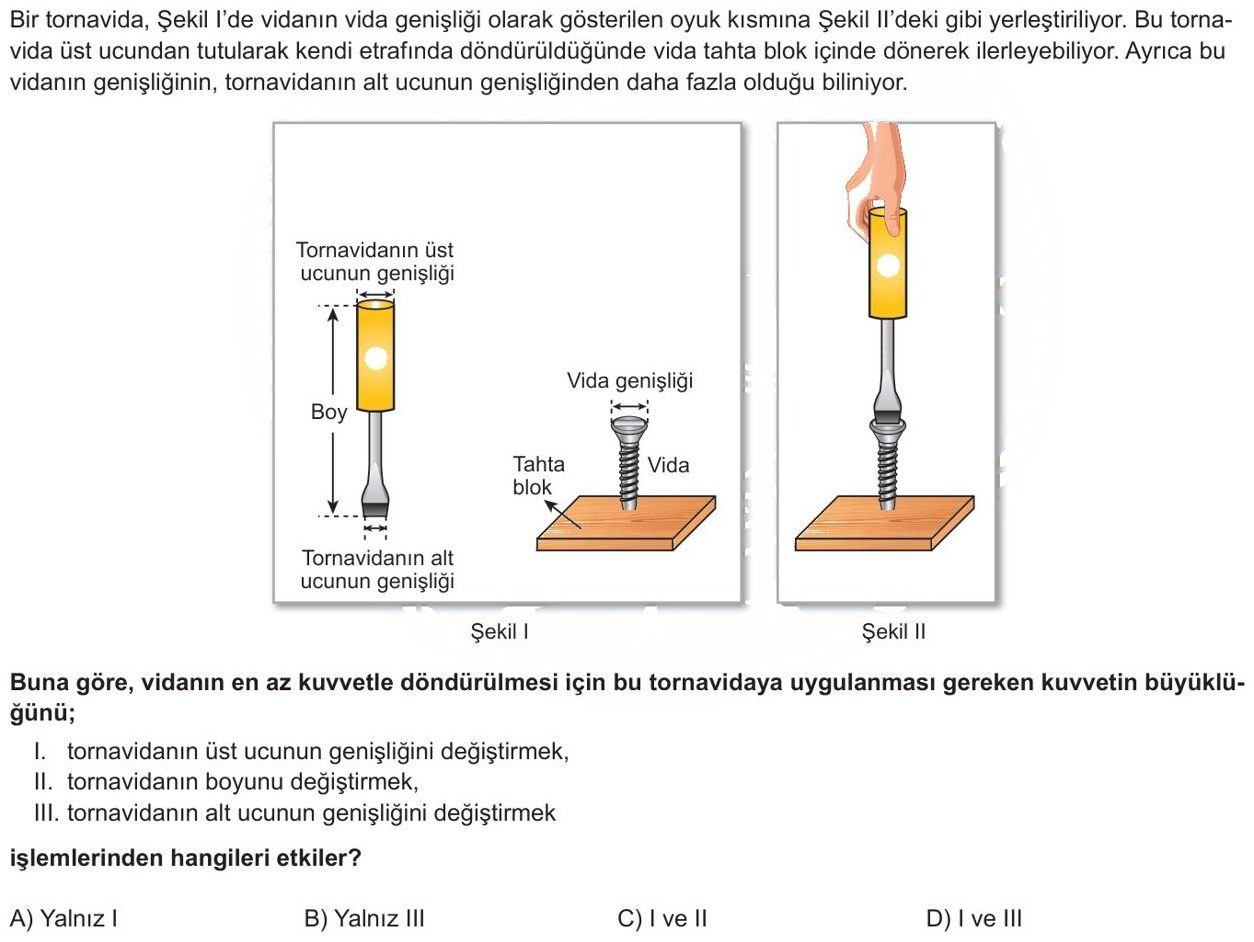 Bir tornavida, Şekil I’de vidanın vida genişliği olarak gösterilen oyuk kısmına Şekil II’deki gibi yerleştiriliyor. Bu torna-
vida üst ucundan tutularak kendi etrafında döndürüldüğünde vida tahta blok içinde dönerek ilerleyebiliyor. Ayrıca bu
vidanın genişliğinin, tornavidanın alt ucunun genişliğinden daha fazla olduğu biliniyor.
Tornavidanın üst
ucunun genişliği
Boy
Tornavidanın alt
ucunun genişliği
Vida genişliği
Tahta
blok
Vida
Şekil I
Şekil II
Buna göre, vidanın en az kuvvetle döndürülmesi için bu tornavidaya uygulanması gereken kuvvetin büyüklü-
ğünü;
I. tornavidanın üst ucunun genişliğini değiştirmek,
II. tornavidanın boyunu değiştirmek,
III. tornavidanın alt ucunun genişliğini değiştirmek
işlemlerinden hangileri etkiler?
A) Yalnız I
B) Yalnız III
C) I ve II
D) I ve III